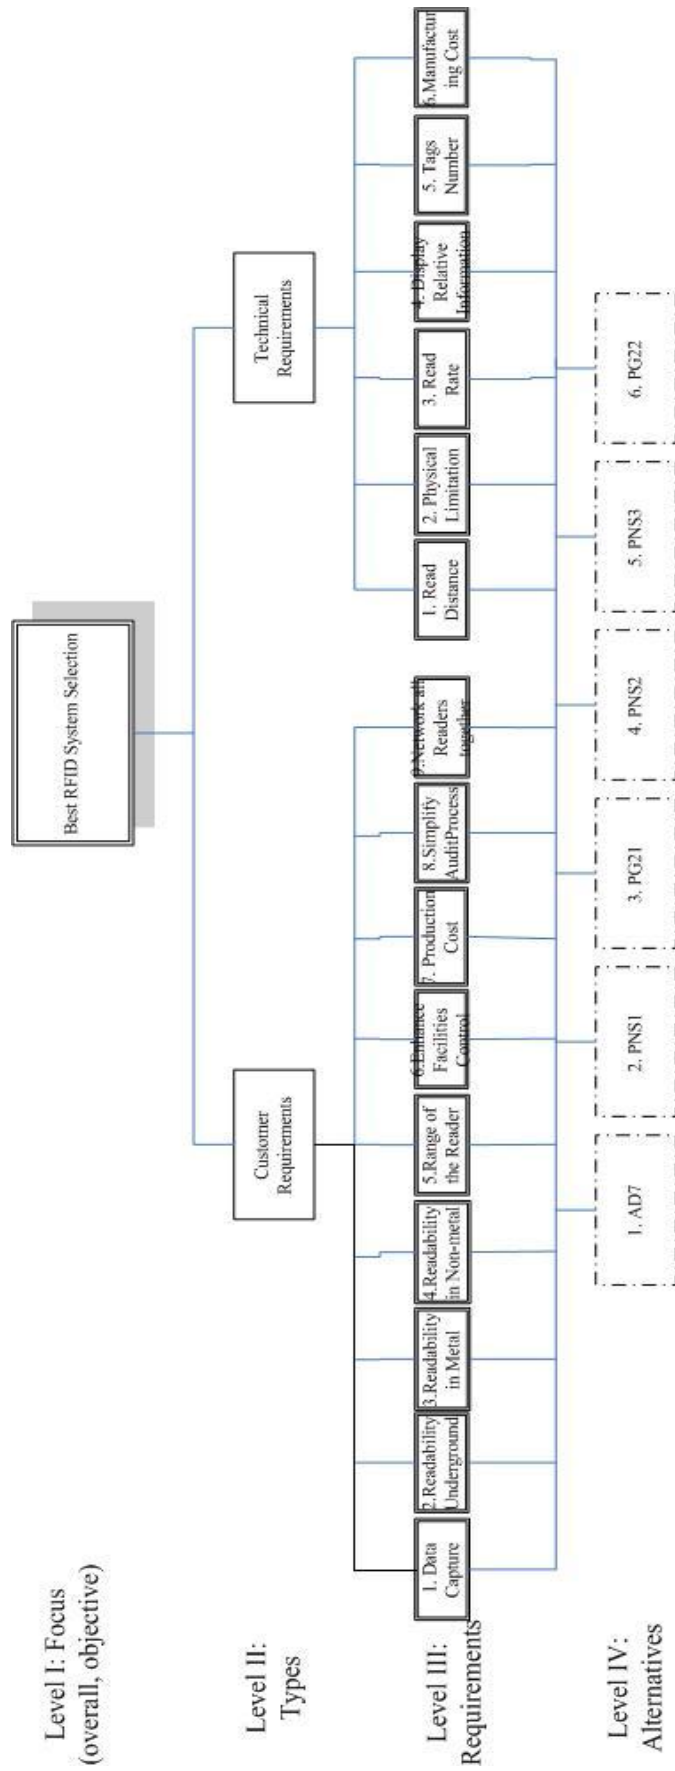 Level I: Focus
(overall, objective)
Best RFID System Selection
Level II:
Types
Customer
Requirements
Technical
Requirements
Level III:
Requirements
1. Data
Capture
2.Readability
Underground
3.Readability
in Metal
4.Readability
in Non-metal
5.Range of
the Reader
6.Enhance
Facilities
Control
7. Production
Cost
8.Simplify
AuditProcess
9.Network all
Readers
together
1. Read
Distance
2. Physical
Limitation
3. Read
Rate
4. Display
Relative
Information
5. Tags
Number
6.Manufactur
ing Cost
Level IV:
Alternatives
1. AD7
2. PNS1
3. PG21
4. PNS2
5. PNS3
6. PG22